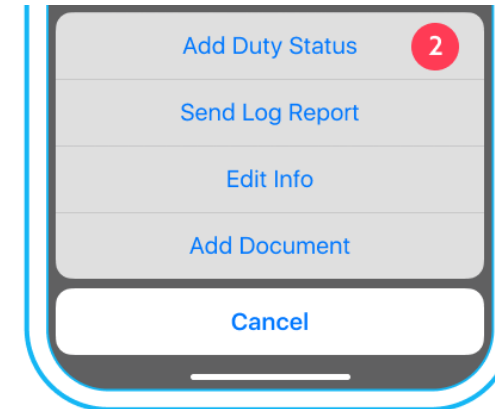 Add Duty Status 2
Send Log Report
Edit Info
Add Document
Cancel